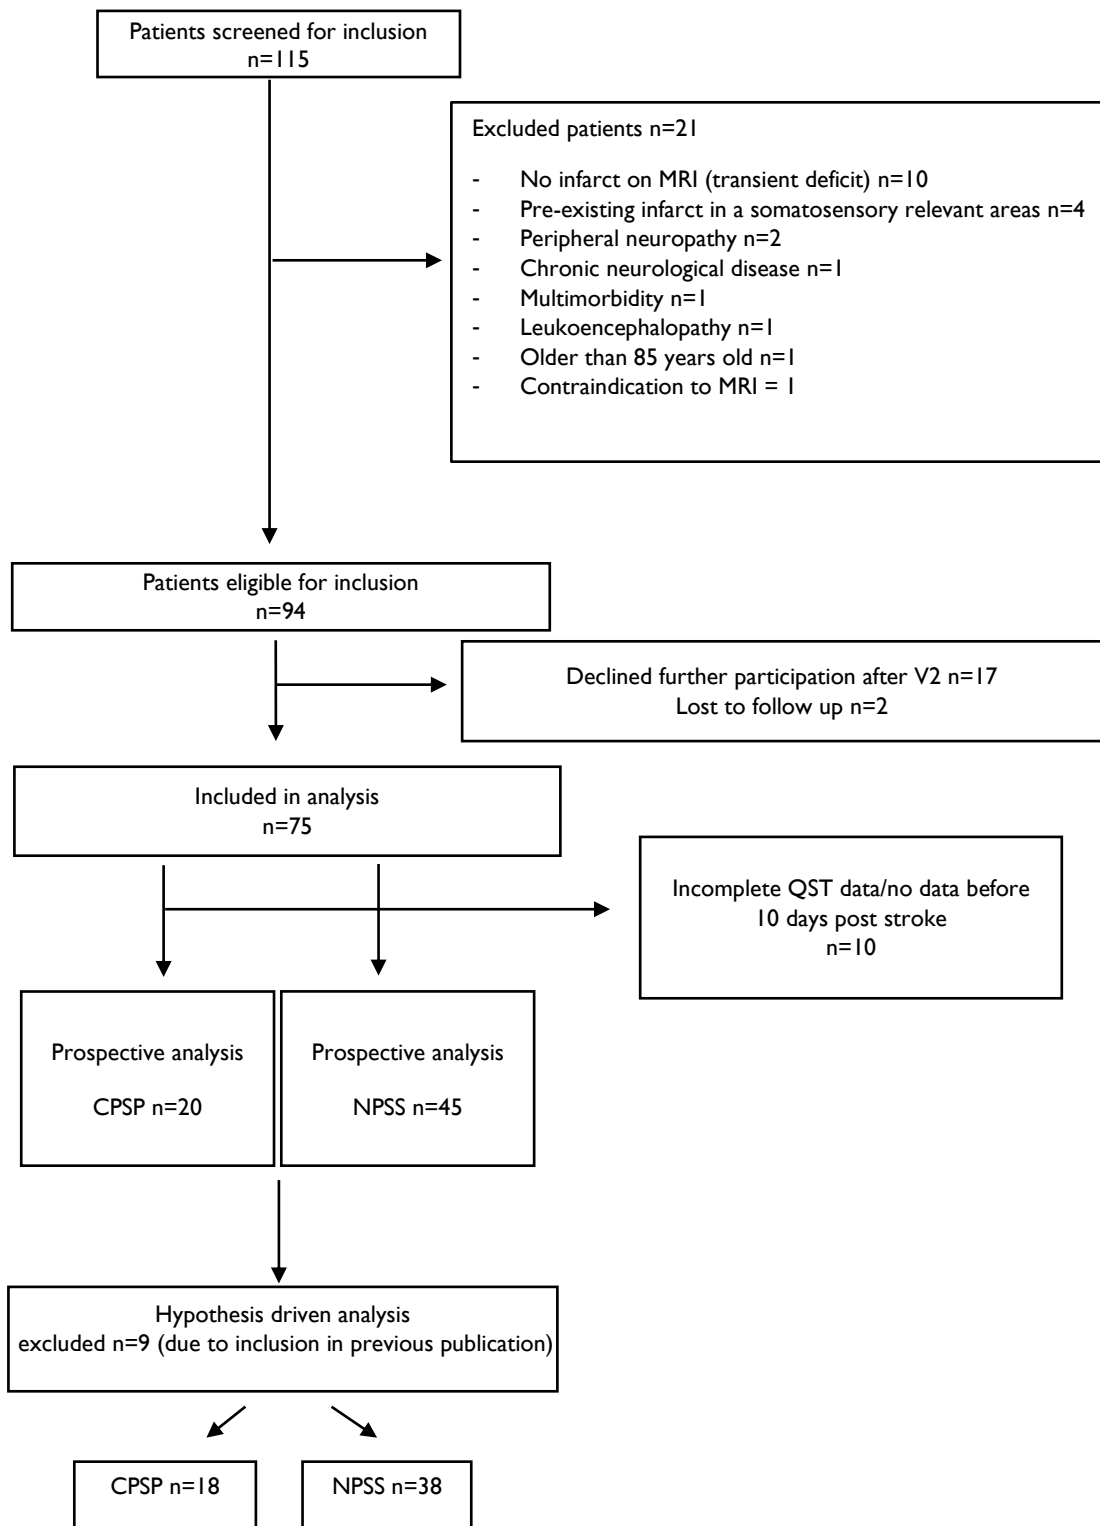 Patients screened for inclusion
n=115
Excluded patients n=21
- No infarct on MRI (transient deficit) n=10
- Pre-existing infarct in a somatosensory relevant areas n=4
- Peripheral neuropathy n=2
- Chronic neurological disease n=1
- Multimorbidity n=1
- Leukoencephalopathy n=1
- Older than 85 years old n=1
- Contraindication to MRI = 1
Patients eligible for inclusion
n=94
Declined further participation after V2 n=17
Lost to follow up n=2
Included in analysis
n=75
Incomplete QST data/no data before
10 days post stroke
n=10
Prospective analysis
CPSP n=20
Prospective analysis
NPSS n=45
Hypothesis driven analysis
excluded n=9 (due to inclusion in previous publication)
CPSP n=18
NPSS n=38